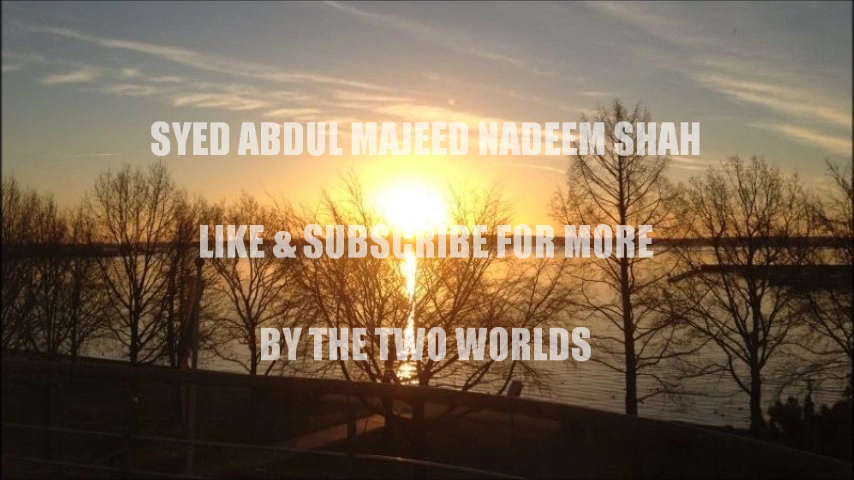 SYED ABDUL MAJEED NADEEM SHAH
LIKE & SUBSCRIBE FOR MORE
BY THE TWO WORLDS